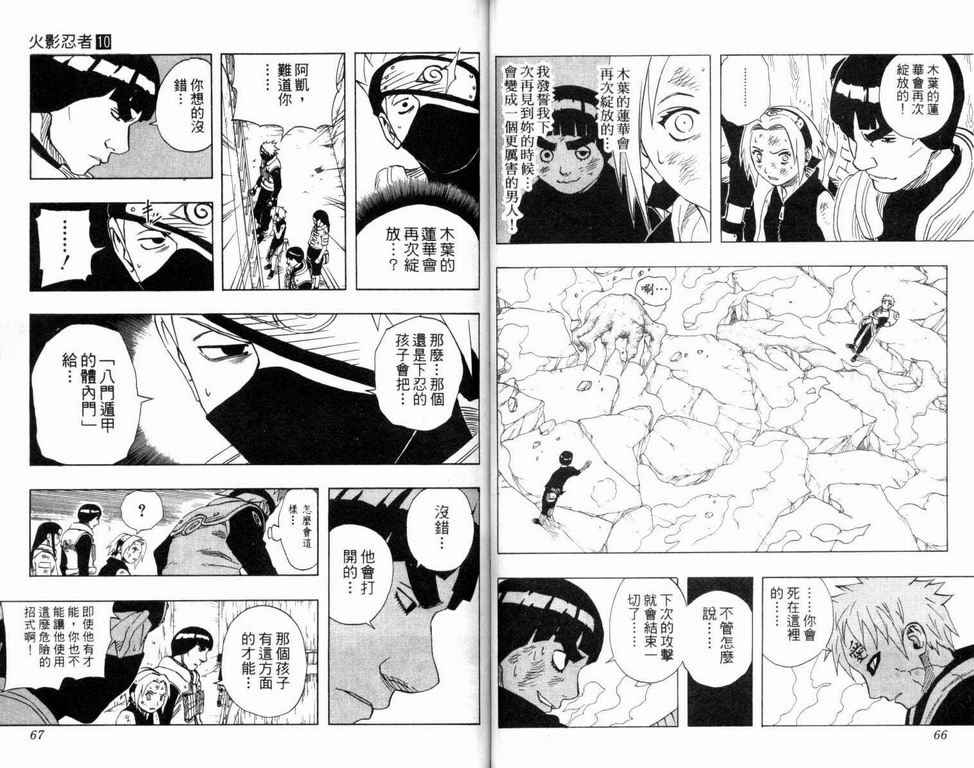 木葉的蓮
華會再次
綻放的！
………
木葉的蓮華會
再次綻放的…
我發誓我下
次再見到妳的時候…
會變成一個更厲害的男人！
唰…
……你會
死在這裡
的……
不管怎麼
說……
下次的攻擊
就會結束一
切了……
66
火影忍者 10
木葉的
蓮華會
再次綻
放…？
阿凱，
難道你
……
你想的沒
錯…
……！
那麼…那個
還是下忍的
孩子會把…
「八門遁甲
的體內門」
給…
沒錯…
他會打
開的…
怎麼會這
樣…
？
那個孩子
有這方面
的才能…
即使他有才
能，你也不
能讓他使用
這麼危險的
招式啊！
67